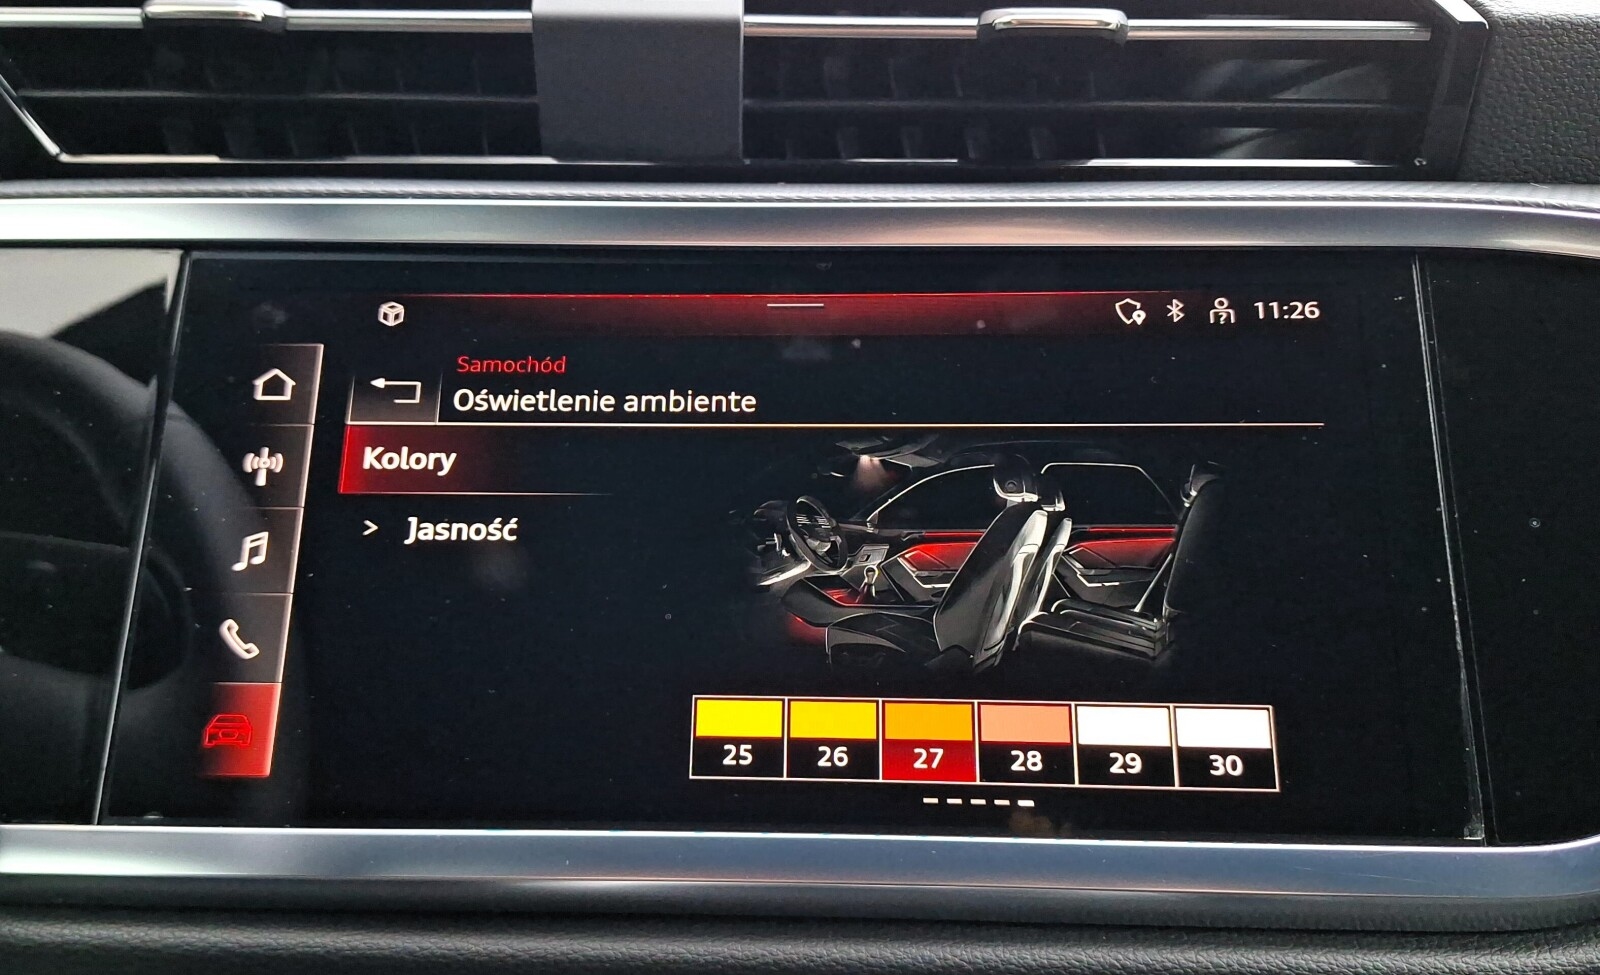 11:26
Samochód
Oświetlenie ambiente
Kolory
> Jasność
25 26 27 28 29 30